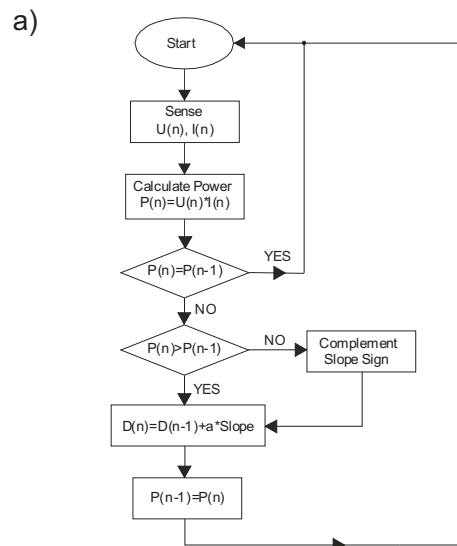 a)
Start
Sense
U(n), I(n)
Calculate Power
P(n)=U(n)*I(n)
P(n)=P(n-1)
YES
NO
P(n)>P(n-1)
NO
Complement
Slope Sign
YES
D(n)=D(n-1)+a*Slope
P(n-1)=P(n)